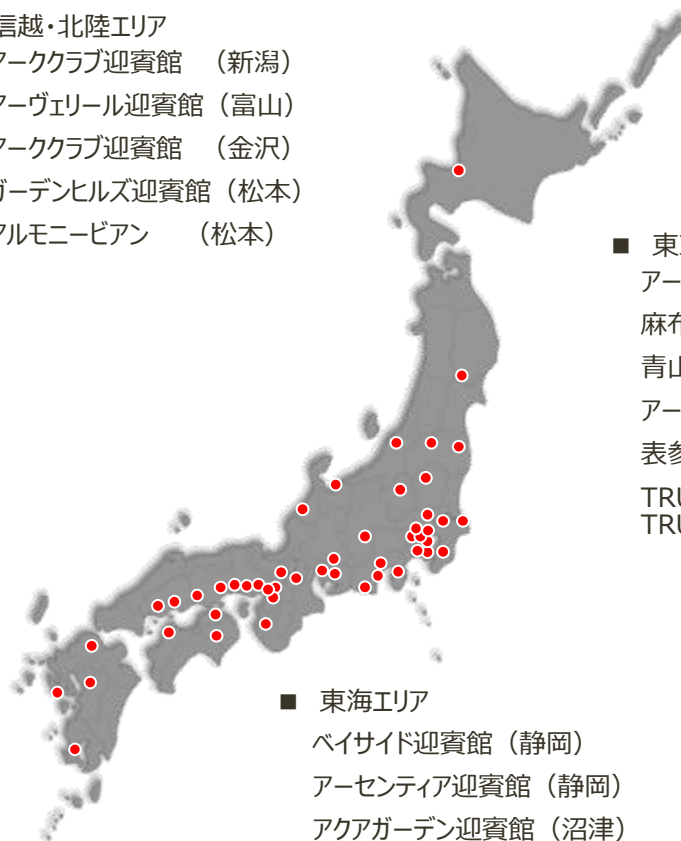 信越・北陸エリア
アーククラブ迎賓館 （新潟）
アーヴェリール迎賓館（富山）
アーククラブ迎賓館 （金沢）
ガーデンヒルズ迎賓館（松本）
アルモニービアン （松本）
■ 東
アー
麻布
青山
アー
表参
TRU
TRU
■ 東海エリア
ベイサイド迎賓館（静岡）
アーセンティア迎賓館（静岡）
アクアガーデン迎賓館（沼津）